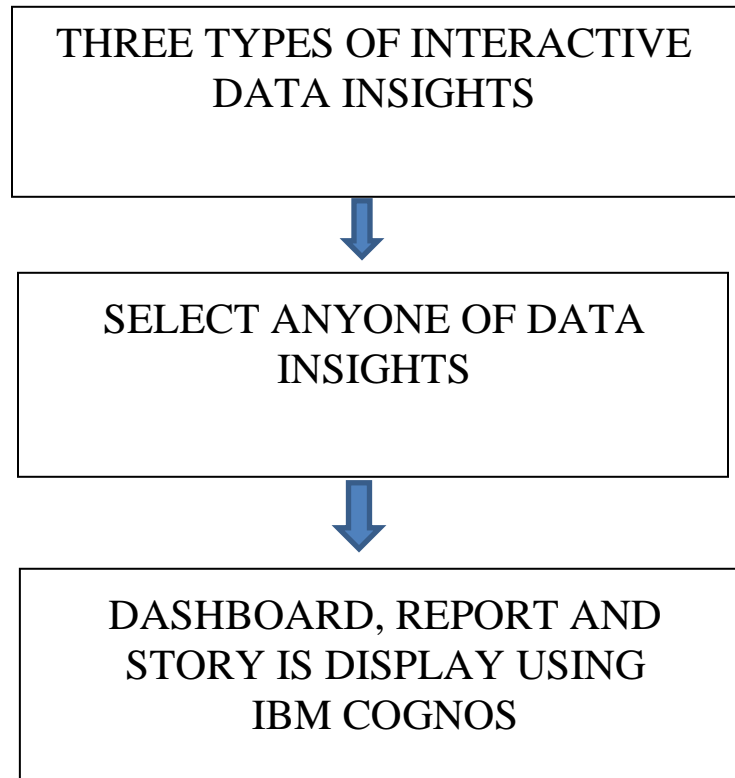 THREE TYPES OF INTERACTIVE
DATA INSIGHTS
SELECT ANYONE OF DATA
INSIGHTS
DASHBOARD, REPORT AND
STORY IS DISPLAY USING
IBM COGNOS